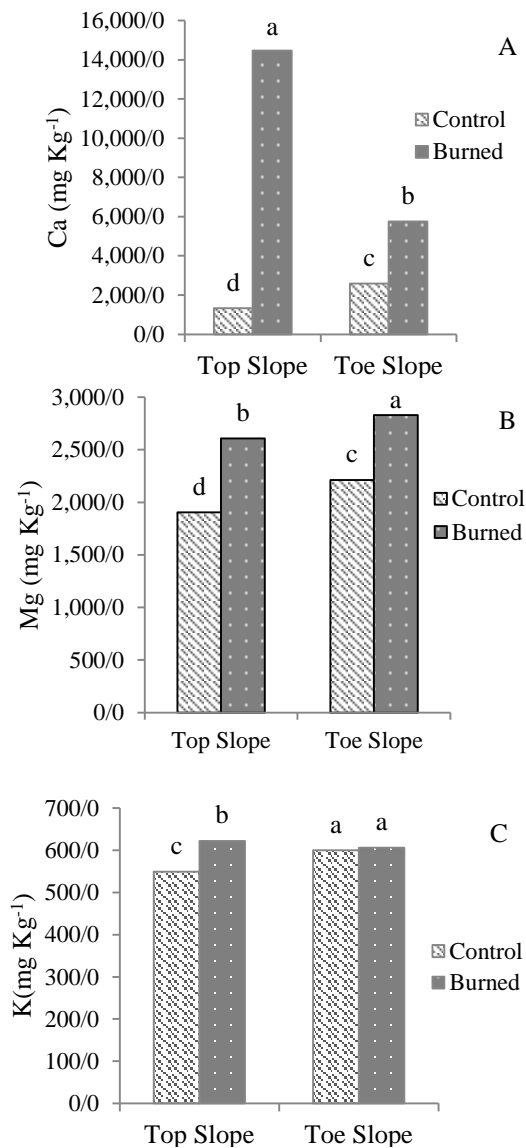 A
16,000/0
14,000/0
12,000/0
10,000/0
8,000/0
6,000/0
4,000/0
2,000/0
0/0
Ca (mg Kg-1)
a
b
c
d
Control
Burned
Top Slope Toe Slope
B
3,000/0
2,500/0
2,000/0
1,500/0
1,000/0
500/0
0/0
Mg (mg Kg-1)
d
b
c
a
Control
Burned
Top Slope Toe Slope
C
700/0
600/0
500/0
400/0
300/0
200/0
100/0
0/0
K(mg Kg-1)
c
b
a a
Control
Burned
Top Slope Toe Slope